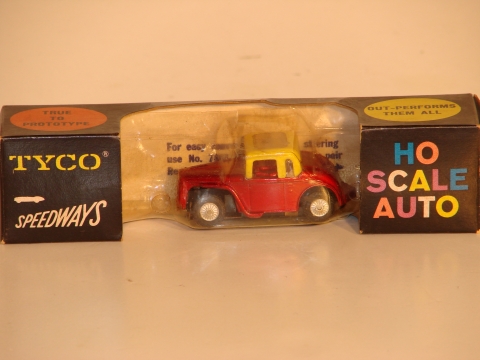 TRUE
TO
PROTOTYPE
TYCO®
SPEEDWAYS
For easy
use No.
OUT-PERFORMS
THEM ALL
HO
SCALE
AUTO